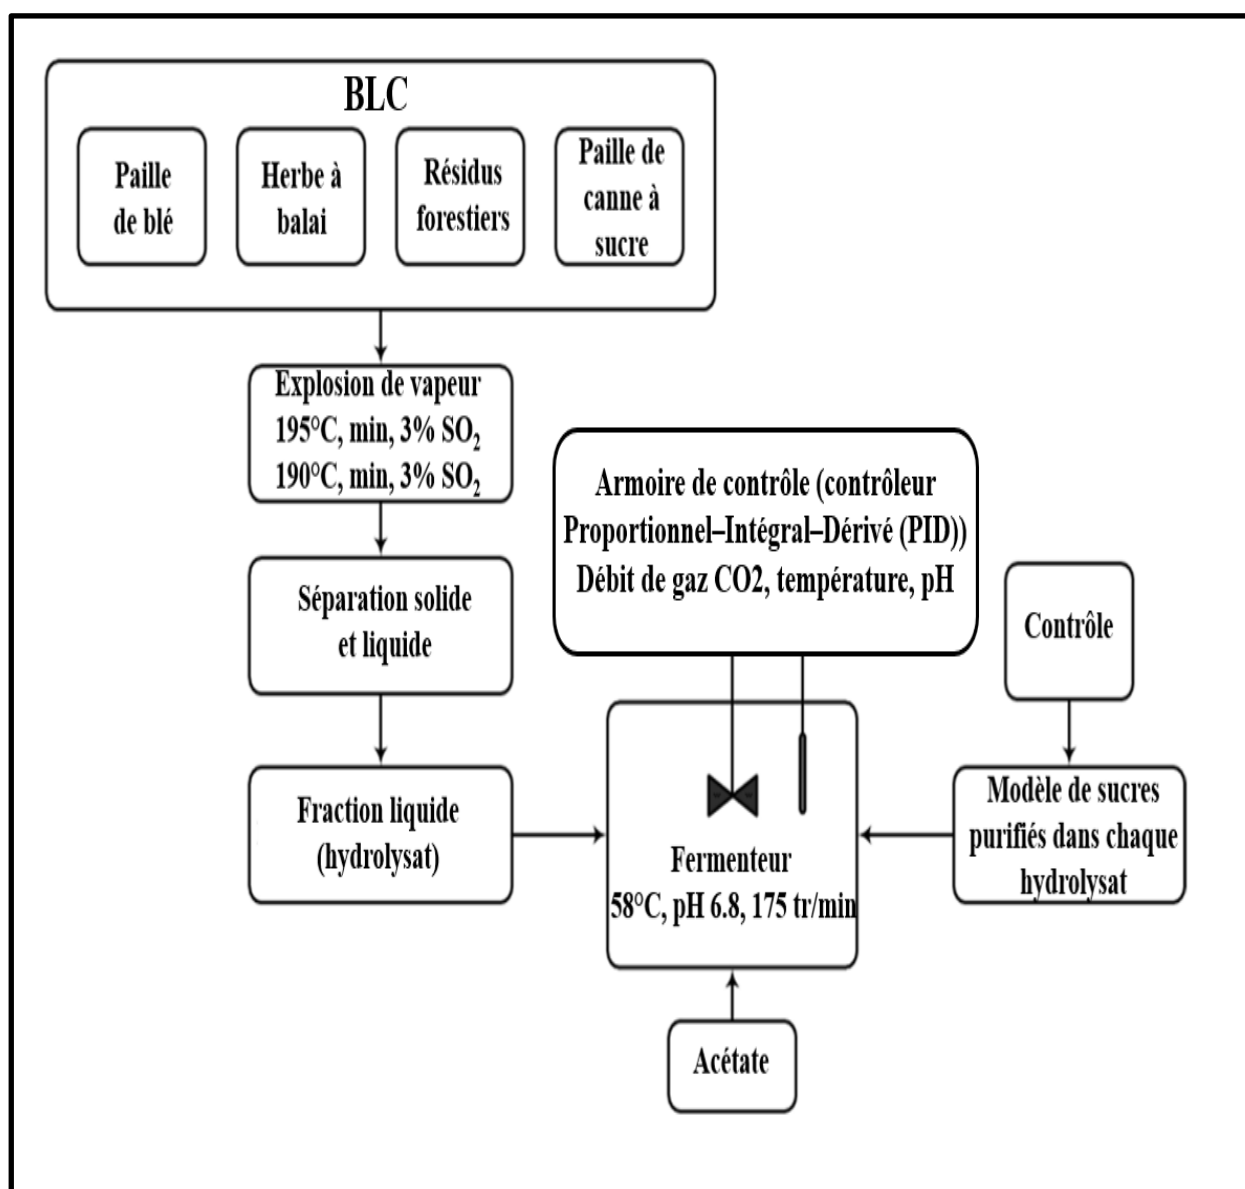 BLC
Paille
de blé
Herbe à
balai
Résidus
forestiers
Paille de
canne à
sucre
Explosion de vapeur
195°C, min, 3% SO₂
190°C, min, 3% SO₂
Séparation solide
et liquide
Fraction liquide
(hydrolysat)
Armoire de contrôle (contrôleur
Proportionnel–Intégral–Dérivé (PID))
Débit de gaz CO2, température, pH
Fermenteur
58°C, pH 6.8, 175 tr/min
Acétate
Contrôle
Modèle de sucres
purifiés dans chaque
hydrolysat